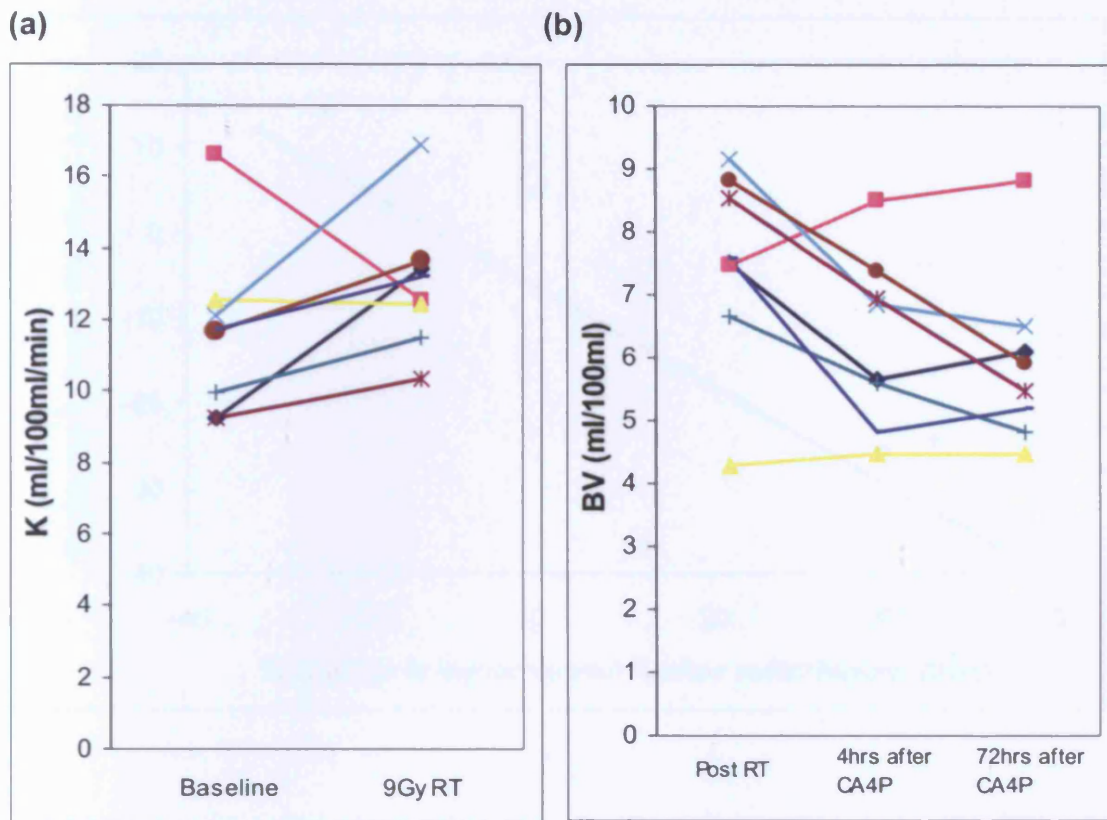 (a)
(b)
18
16
14
12
10
8
6
4
2
0
K (ml/100ml/min)
Baseline
9Gy RT
10
9
8
7
6
5
4
3
2
1
0
BV (ml/100ml)
Post RT
4hrs after
CA4P
72hrs after
CA4P